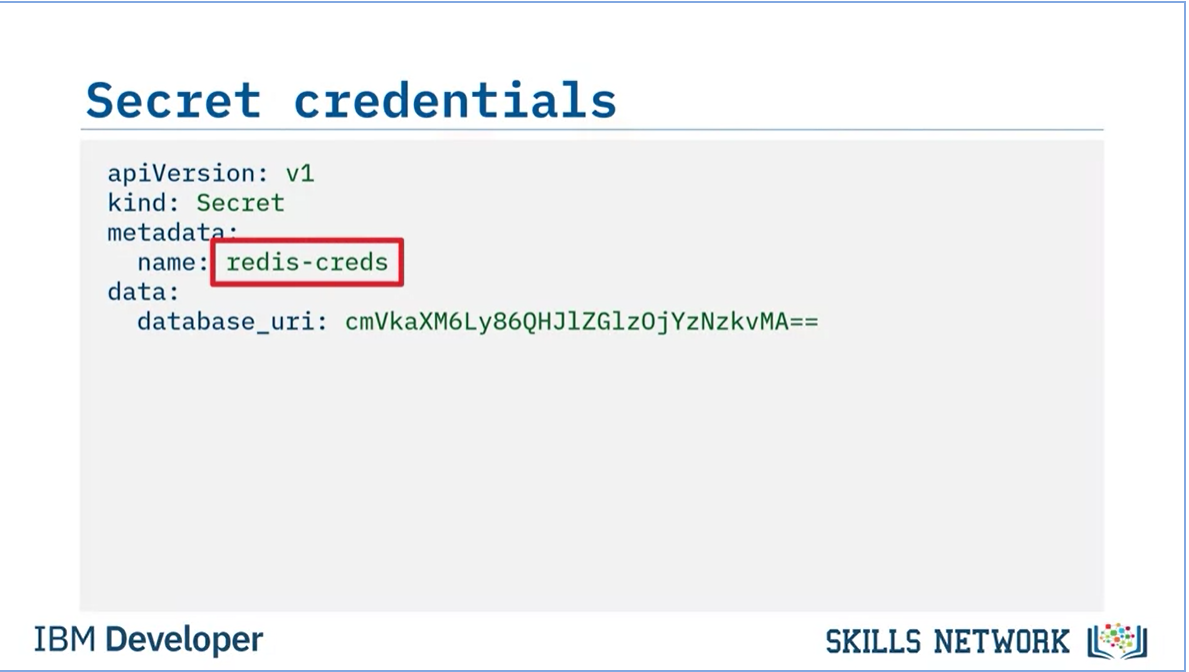 Secret credentials
apiVersion: v1
kind: Secret
metadata:
  name: redis-creds
data:
  database_uri: cmVkaXM6Ly86QHJlZGlzOjYzNzkvMA==
IBM Developer
SKILLS NETWORK